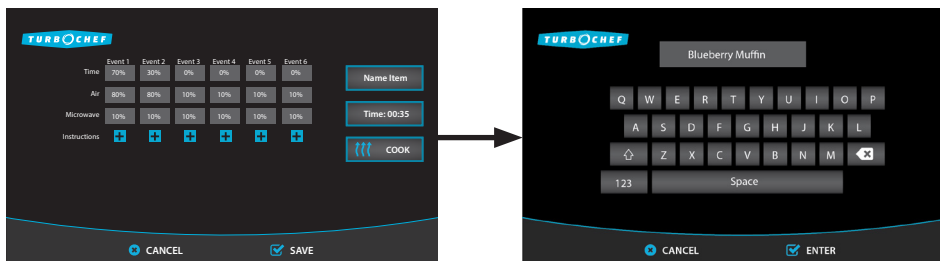 TURBOCHEF
Event 1 Event 2 Event 3 Event 4 Event 5 Event 6
Time 70% 30% 0% 0% 0% 0%
Air 80% 80% 10% 10% 10% 10%
Microwave 10% 10% 10% 10% 10% 10%
Instructions
Name Item
Time: 00:35
COOK
CANCEL SAVE
TURBOCHEF
Blueberry Muffin
Q W E R T Y U I O P
A S D F G H J K L
Z X C V B N M
123 Space
CANCEL ENTER